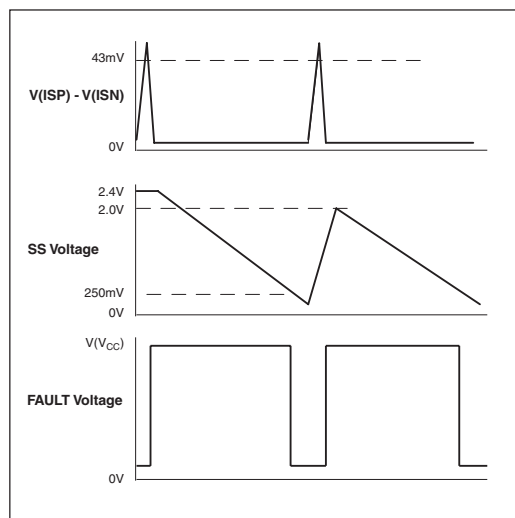 43mV
V(ISP) - V(ISN)
0V
2.4V
2.0V
SS Voltage
250mV
0V
V(VCC)
FAULT Voltage
0V